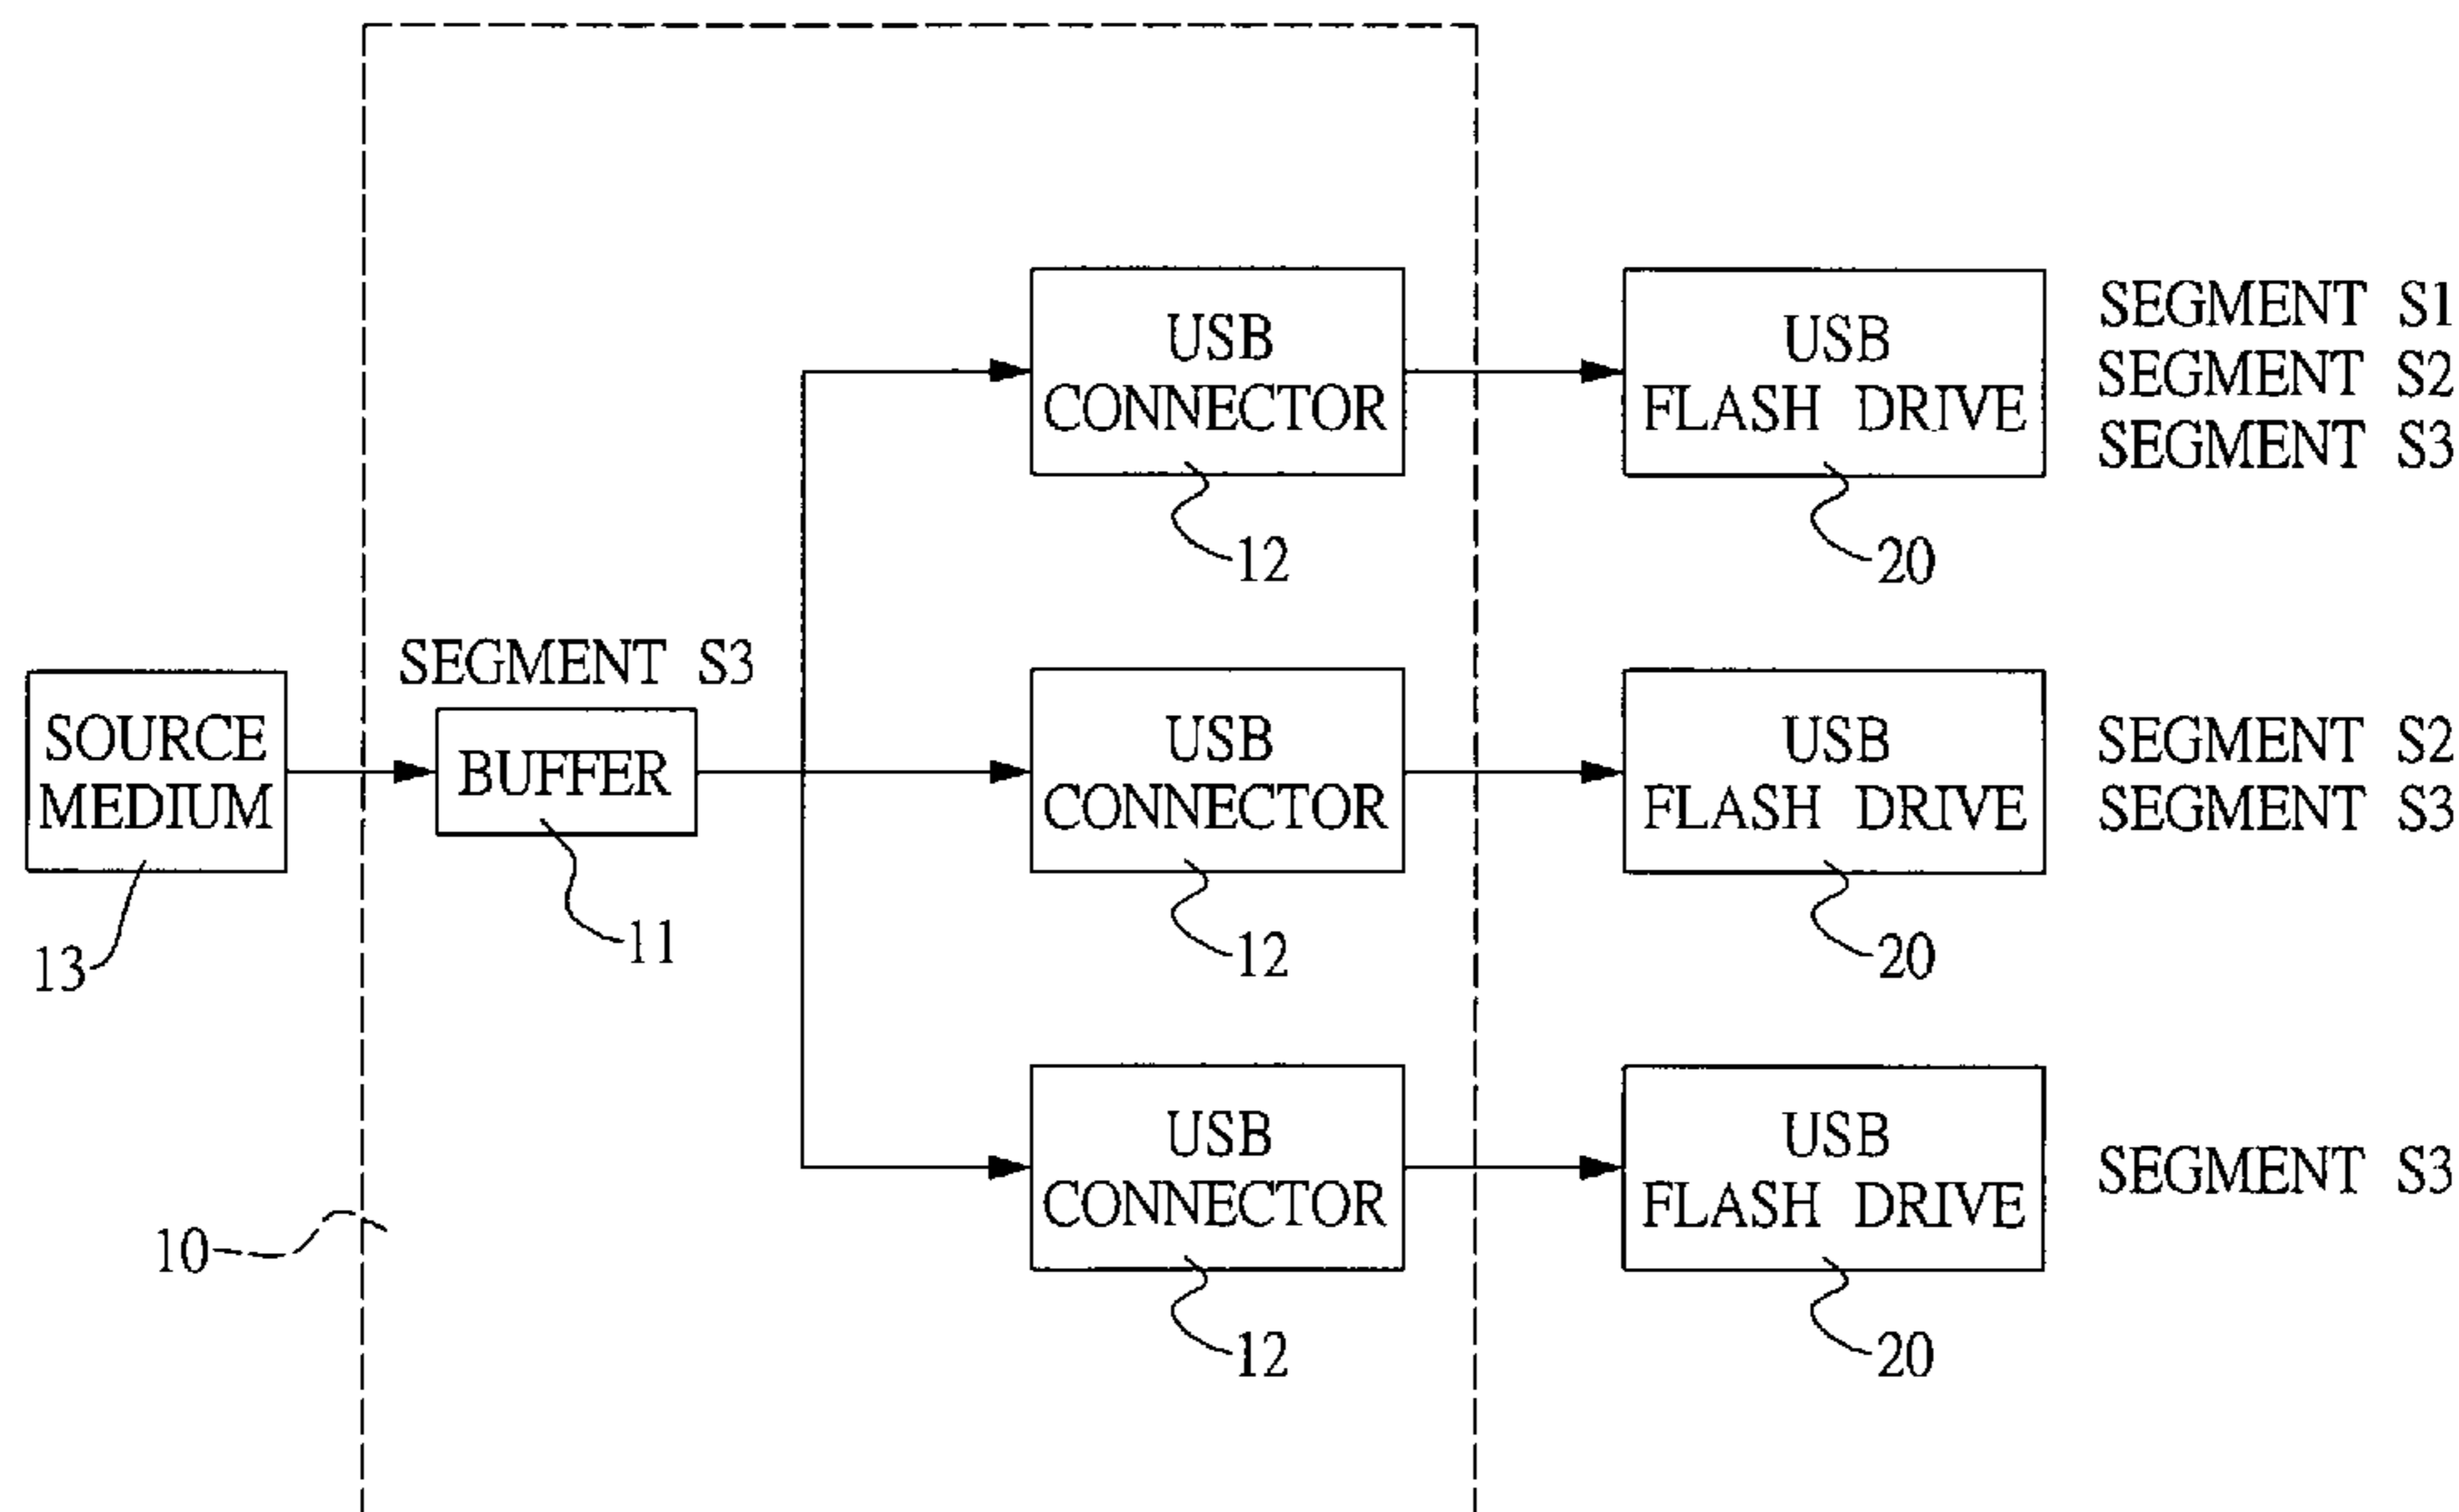 USB
CONNECTOR
USB
FLASH DRIVE
SEGMENT S1
SEGMENT S2
SEGMENT S3
12
20
SEGMENT S3
SOURCE
MEDIUM
BUFFER
USB
CONNECTOR
USB
FLASH DRIVE
SEGMENT S2
SEGMENT S3
13
11
12
20
USB
CONNECTOR
USB
FLASH DRIVE
SEGMENT S3
10
12
20